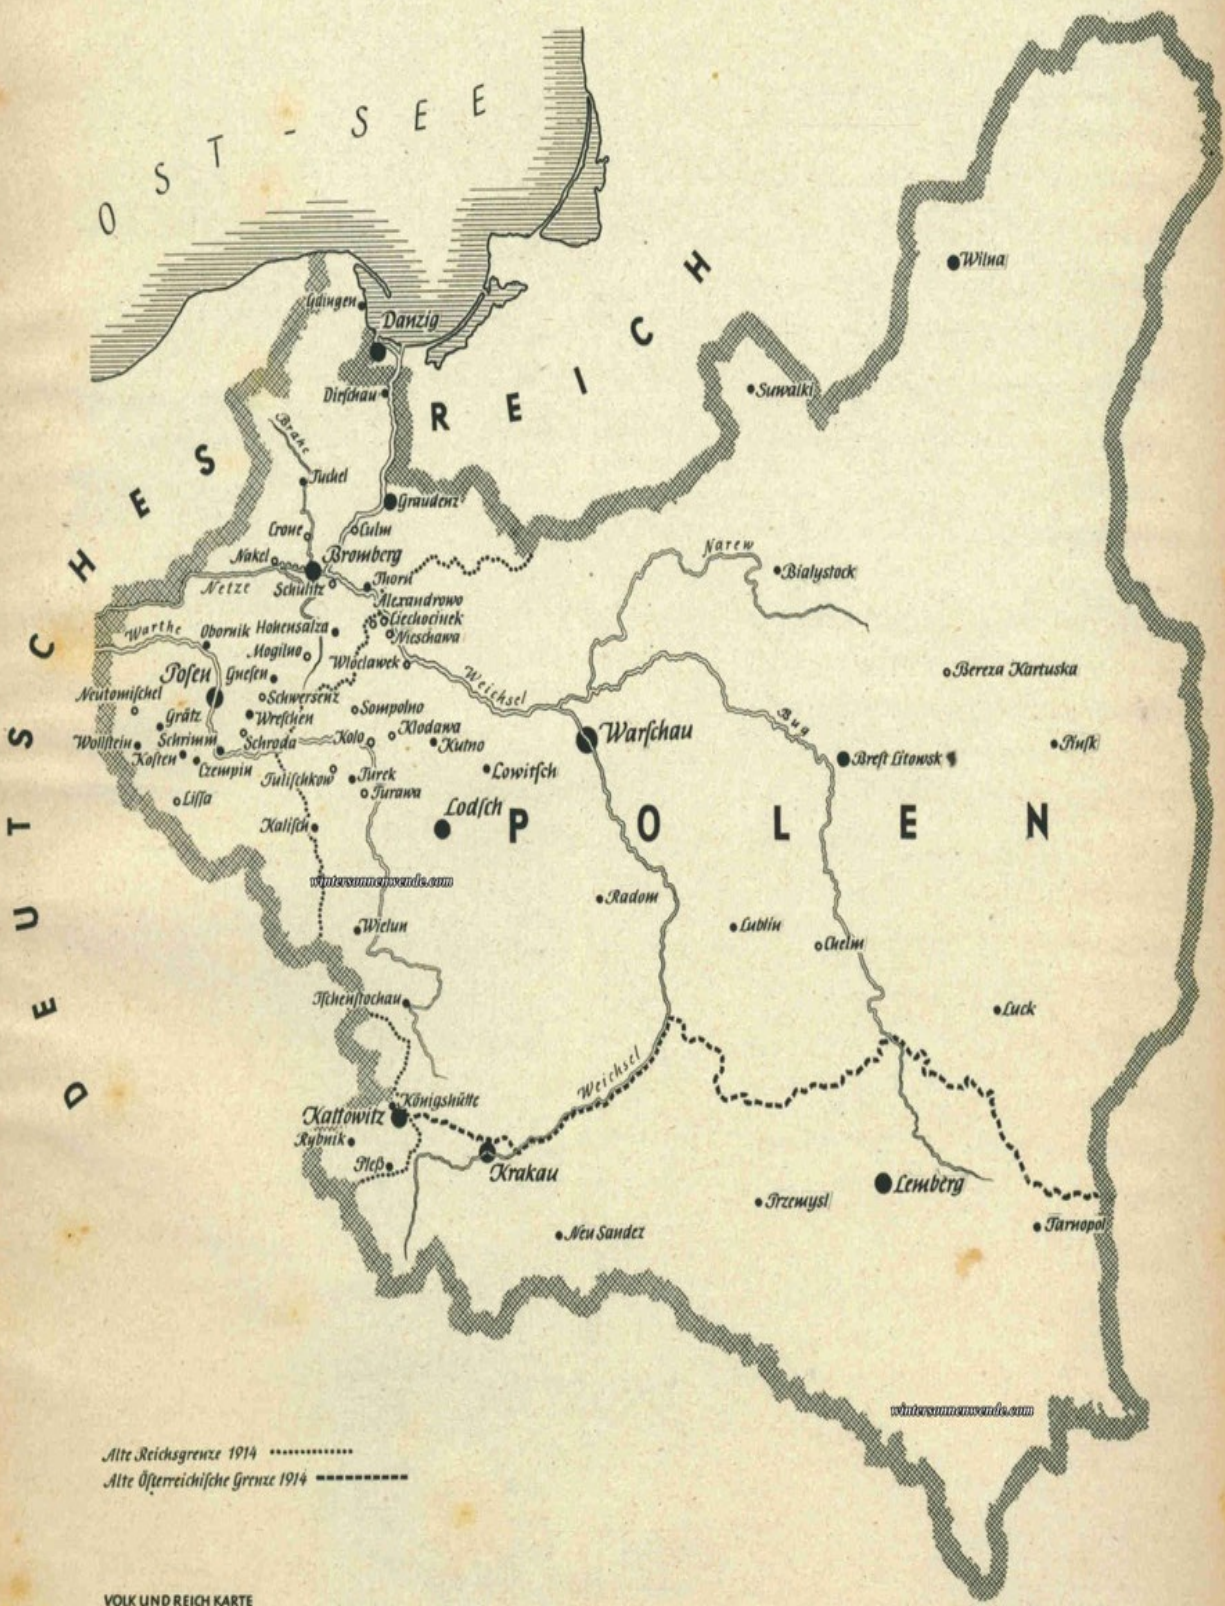 OST-SEE
DEUTSCHES REICH
Wilna
Gdingen
Danzig
Suwalki
Dirſchau
Brahe
Tuchel
Graudenz
Crone
Culm
Nakel
Bromberg
Narew
Netze
Schulitz
Thorn
Bialystock
Alexandrowo
Ciechocinek
Nieschawa
Warthe
Obornik
Hohensalza
Mogilno
Wloclawek
Poſen
Gneſen
Weichsel
Bereza Kartuska
Neutomiſchel
Schwerſenz
Sompolno
Grätz
Wreſchen
Bug
Klodawa
Wollſtein
Schrimm
Schroda
Kolo
Kutno
Warſchau
Pinſk
Koſten
Czempin
Breſt Litowsk
Tuliſchkow
Turek
Lowitſch
Turawa
Liſſa
Lodſch
POLEN
Kaliſch
wintersonnenwende.com
Radom
Wielun
Lublin
Chelm
Tſchenſtochau
Luck
Weichsel
Königshütte
Kattowitz
Rybnik
Pleß
Krakau
Lemberg
Przemysl
Tarnopol
Neu Sandez
wintersonnenwende.com
Alte Reichsgrenze 1914
Alte Öſterreichiſche Grenze 1914
VOLK UND REICH KARTE